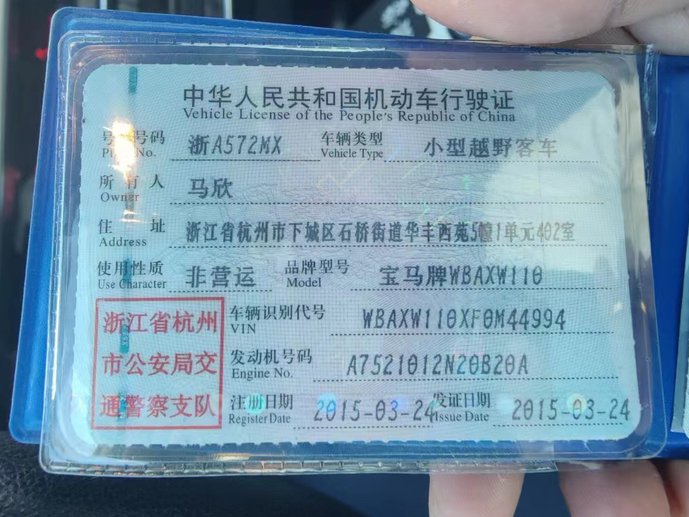 中华人民共和国机动车行驶证
Vehicle License of the People's Republic of China
号牌号码 浙A572MX 车辆类型 小型越野客车
Plate No. Vehicle Type
所有人 马欣
Owner
住址 浙江省杭州市下城区石桥街道华丰西苑5幢1单元402室
Address
使用性质 非营运 品牌型号 宝马牌WBAXW110
Use Character Model
浙江省杭州
市公安局交
通警察支队
车辆识别代号 WBAXW110XF0M44994
VIN
发动机号码 A7521012N20B20A
Engine No.
注册日期 2015-03-24 发证日期 2015-03-24
Register Date Issue Date